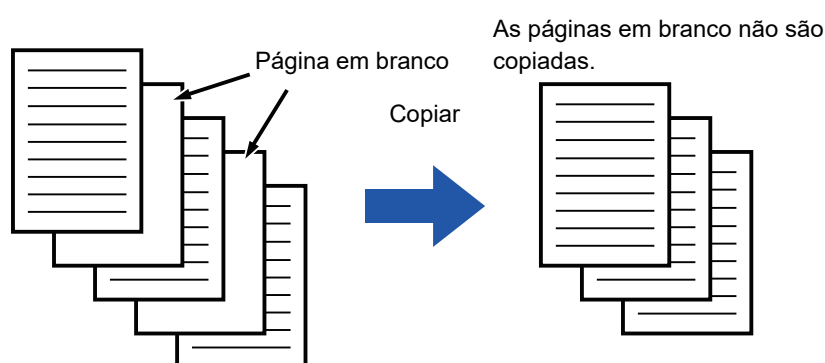 Página em branco
Copiar
As páginas em branco não são
copiadas.